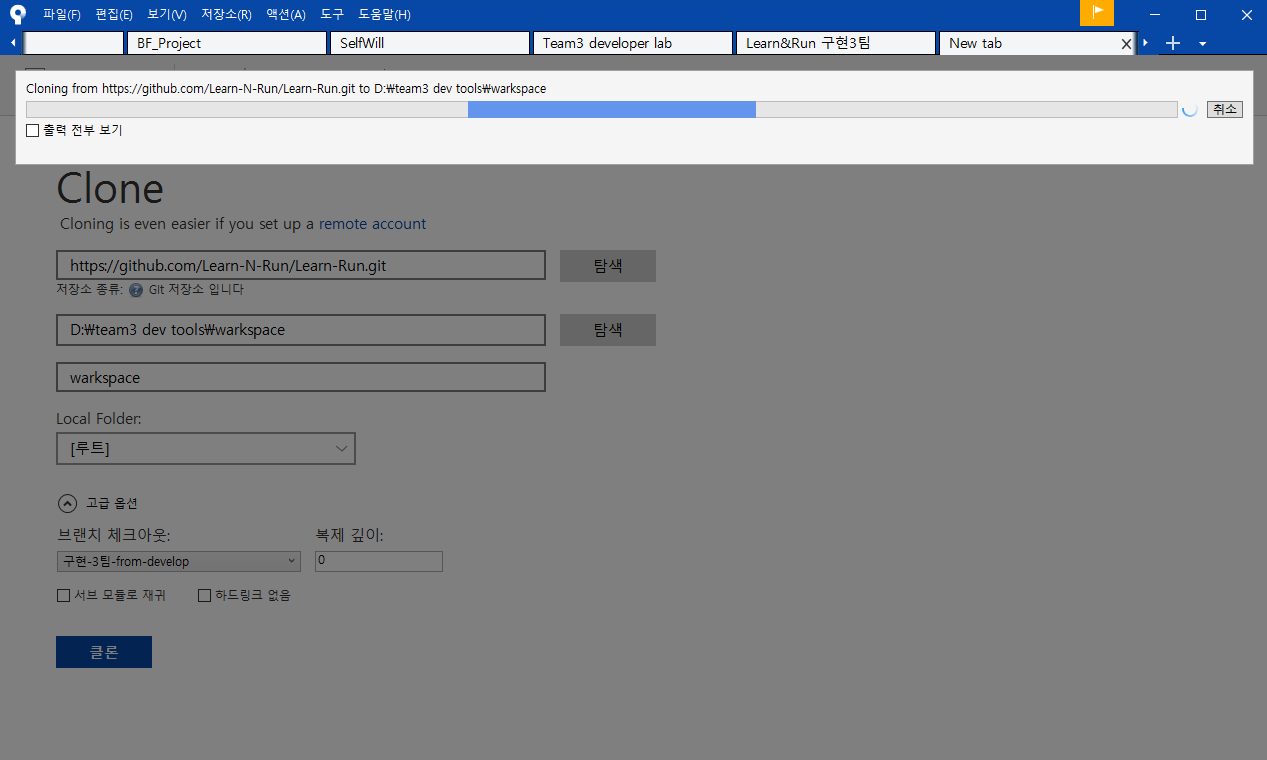 파일(F) 편집(E) 보기(V) 저장소(R) 액션(A) 도구 도움말(H)
BF_Project SelfWill Team3 developer lab Learn&Run 구현3팀 New tab
Cloning from https://github.com/Learn-N-Run/Learn-Run.git to D:₩team3 dev tools₩warkspace
취소
출력 전부 보기
Clone
Cloning is even easier if you set up a remote account
https://github.com/Learn-N-Run/Learn-Run.git 탐색
저장소 종류: Git 저장소 입니다
D:₩team3 dev tools₩warkspace 탐색
warkspace
Local Folder:
[루트]
고급 옵션
브랜치 체크아웃: 복제 깊이:
구현-3팀-from-develop 0
서브 모듈로 재귀 하드링크 없음
클론